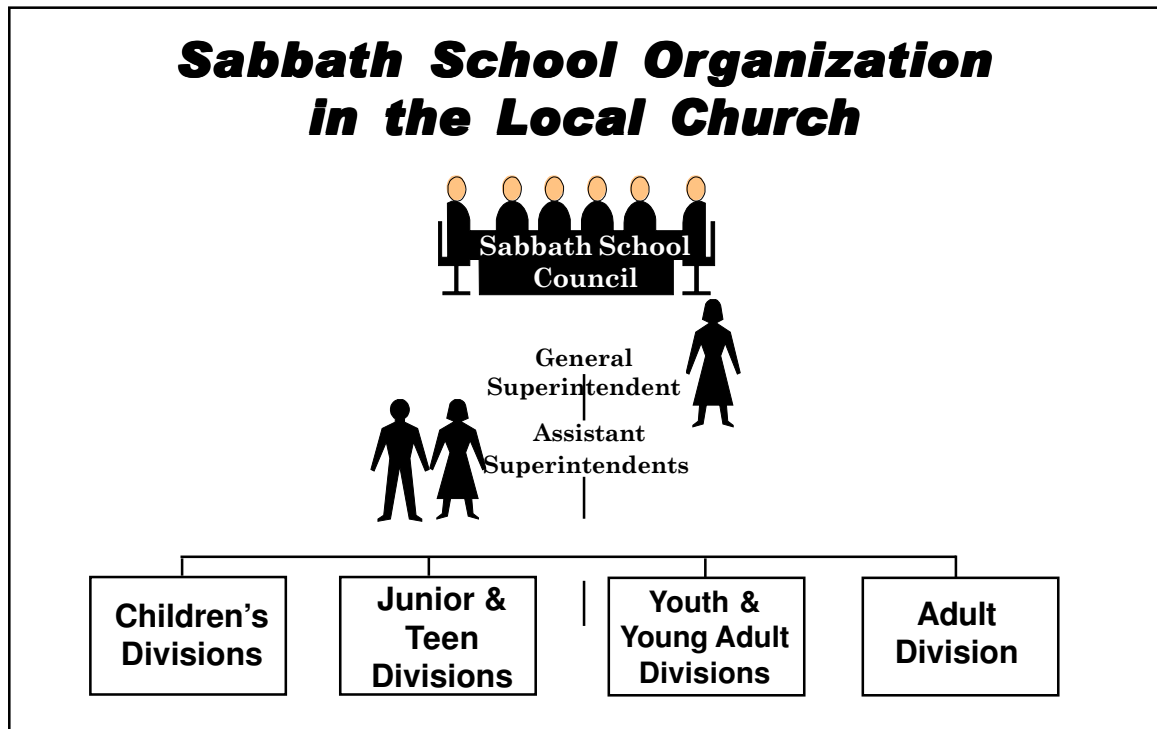 Sabbath School Organization
in the Local Church
Sabbath School
Council
General
Superintendent
Assistant
Superintendents
Children’s
Divisions
Junior &
Teen
Divisions
Youth &
Young Adult
Divisions
Adult
Division